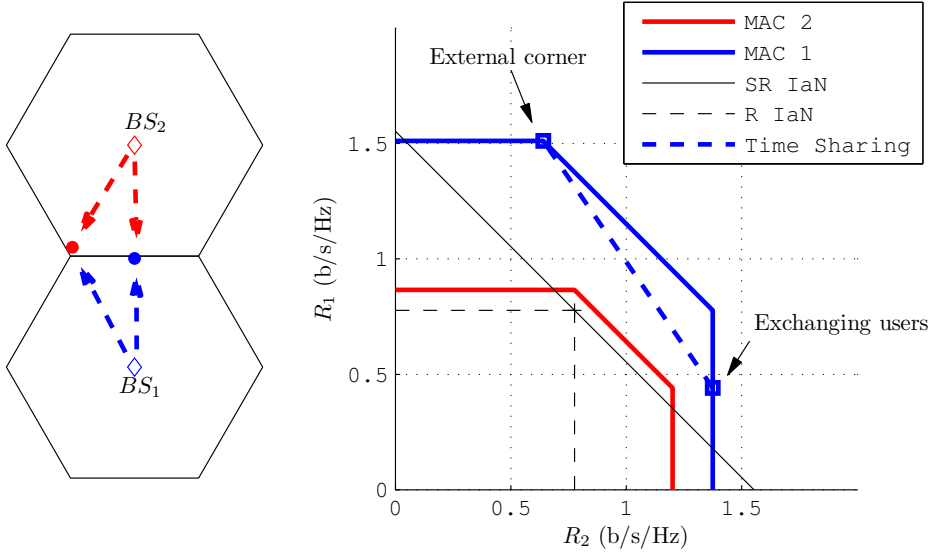 BS₂
BS₁
External corner
MAC 2
MAC 1
SR IaN
R IaN
Time Sharing
Exchanging users
R₁ (b/s/Hz)
1.5
1
0.5
0
0
0.5
1
1.5
R₂ (b/s/Hz)